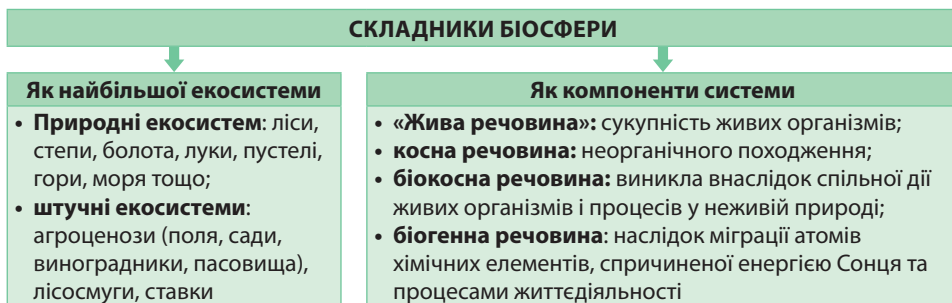 СКЛАДНИКИ БІОСФЕРИ
Як найбільшої екосистеми
• Природні екосистем: ліси,
степи, болота, луки, пустелі,
гори, моря тощо;
• штучні екосистеми:
агроценози (поля, сади,
виноградники, пасовища),
лісосмуги, ставки
Як компоненти системи
• «Жива речовина»: сукупність живих організмів;
• косна речовина: неорганічного походження;
• біокосна речовина: виникла внаслідок спільної дії
живих організмів і процесів у неживій природі;
• біогенна речовина: наслідок міграції атомів
хімічних елементів, спричиненої енергією Сонця та
процесами життєдіяльності